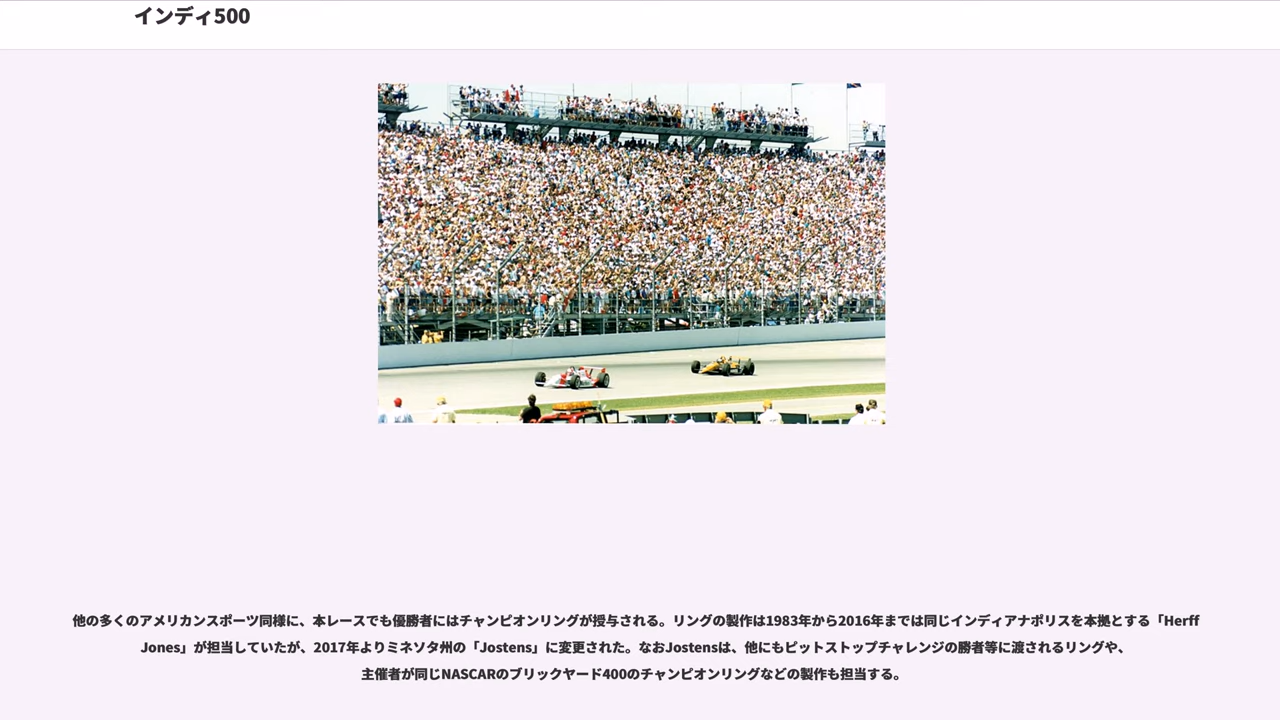 インディ500
他の多くのアメリカンスポーツ同様に、本レースでも優勝者にはチャンピオンリングが授与される。リングの製作は1983年から2016年までは同じインディアナポリスを本拠とする「Herff
Jones」が担当していたが、2017年よりミネソタ州の「Jostens」に変更された。なおJostensは、他にもピットストップチャレンジの勝者等に渡されるリングや、
主催者が同じNASCARのブリックヤード400のチャンピオンリングなどの製作も担当する。